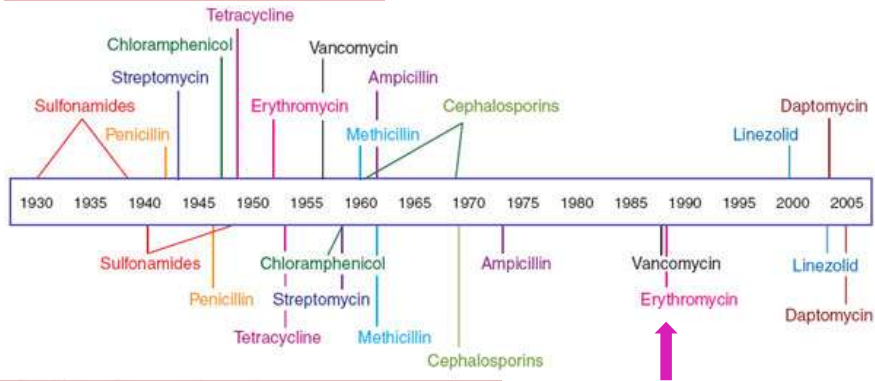 Tetracycline
Chloramphenicol
Vancomycin
Streptomycin
Ampicillin
Sulfonamides
Erythromycin
Cephalosporins
Daptomycin
Penicillin
Methicillin
Linezolid
1930 1935 1940 1945 1950 1955 1960 1965 1970 1975 1980 1985 1990 1995 2000 2005
Sulfonamides
Chloramphenicol
Ampicillin
Vancomycin
Linezolid
Penicillin
Streptomycin
Erythromycin
Daptomycin
Tetracycline
Methicillin
Cephalosporins